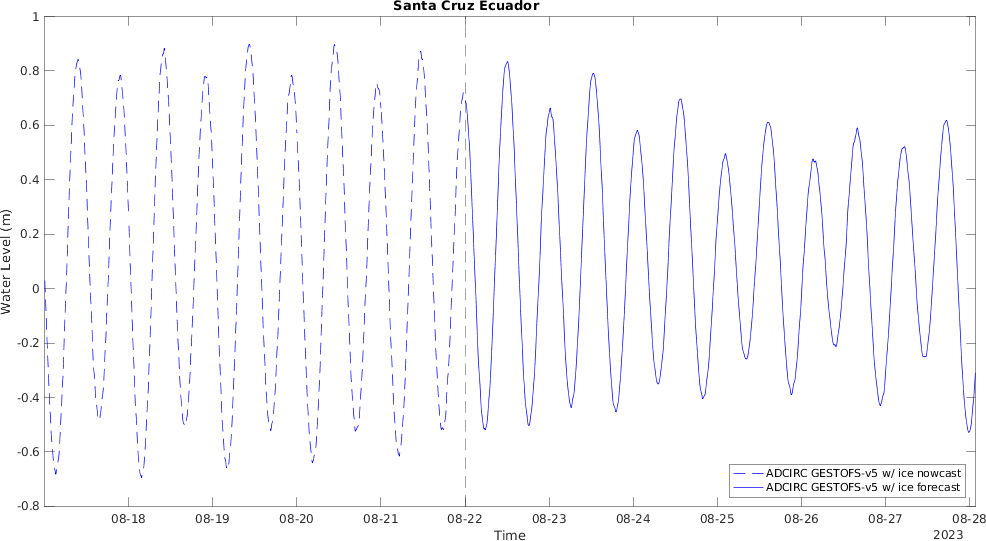 Santa Cruz Ecuador
Water Level (m)
1
0.8
0.6
0.4
0.2
0
-0.2
-0.4
-0.6
-0.8
08-18 08-19 08-20 08-21 08-22 08-23 08-24 08-25 08-26 08-27 08-28
Time
2023
ADCIRC GESTOFS-v5 w/ ice nowcast
ADCIRC GESTOFS-v5 w/ ice forecast